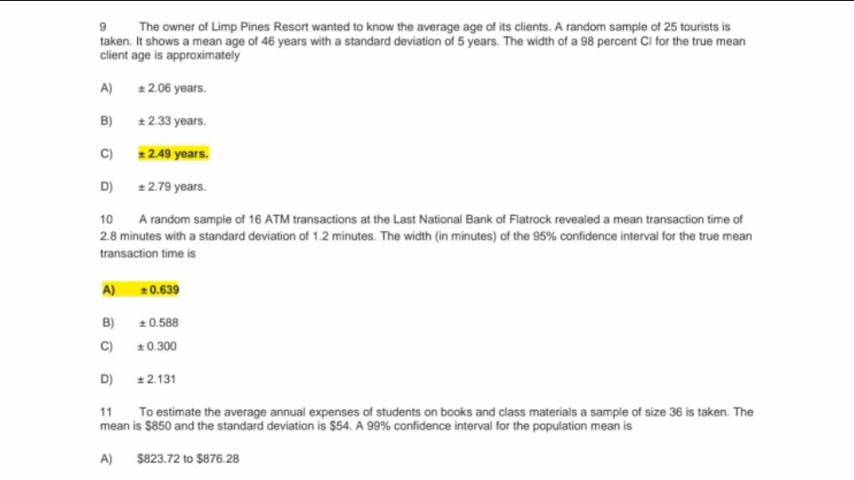 9 The owner of Limp Pines Resort wanted to know the average age of its clients. A random sample of 25 tourists is
taken. It shows a mean age of 46 years with a standard deviation of 5 years. The width of a 98 percent CI for the true mean
client age is approximately
A) ± 2.06 years.
B) ± 2.33 years.
C) ± 2.49 years.
D) ± 2.79 years.
10 A random sample of 16 ATM transactions at the Last National Bank of Flatrock revealed a mean transaction time of
2.8 minutes with a standard deviation of 1.2 minutes. The width (in minutes) of the 95% confidence interval for the true mean
transaction time is
A) ± 0.639
B) ± 0.588
C) ± 0.300
D) ± 2.131
11 To estimate the average annual expenses of students on books and class materials a sample of size 36 is taken. The
mean is $850 and the standard deviation is $54. A 99% confidence interval for the population mean is
A) $823.72 to $876.28